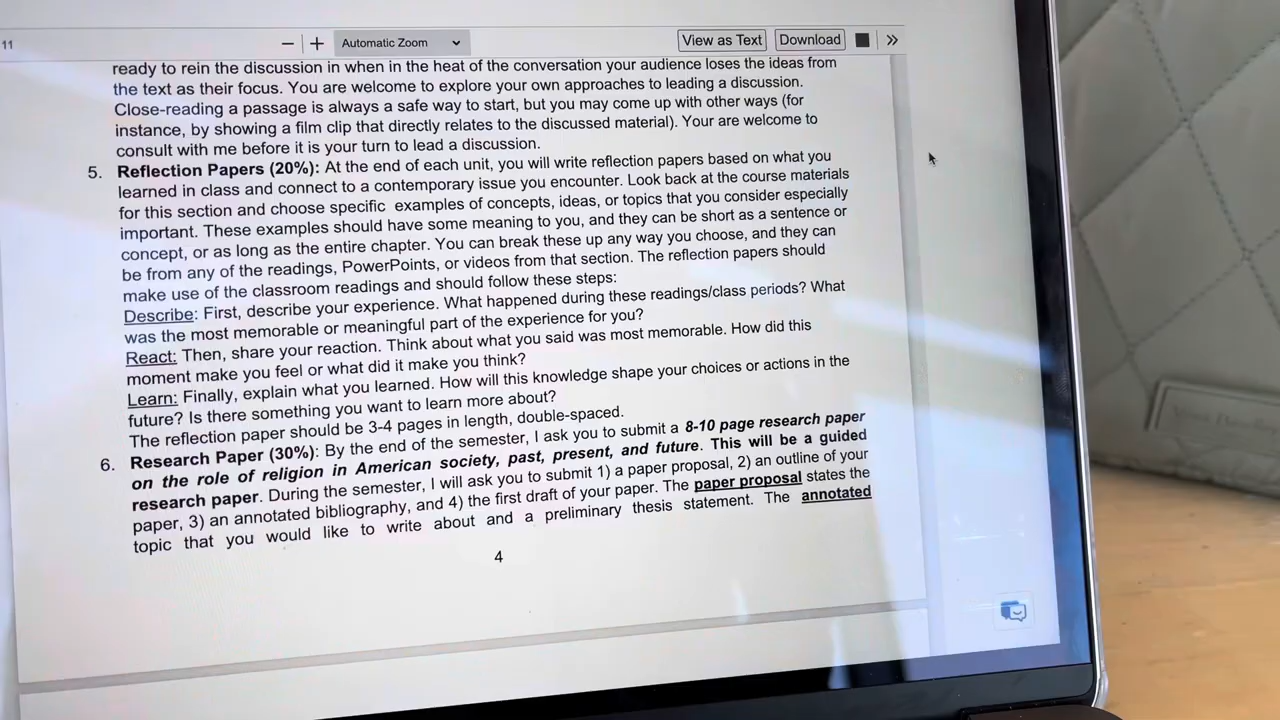 11
− + Automatic Zoom View as Text Download »
ready to rein the discussion in when in the heat of the conversation your audience loses the ideas from
the text as their focus. You are welcome to explore your own approaches to leading a discussion.
Close-reading a passage is always a safe way to start, but you may come up with other ways (for
instance, by showing a film clip that directly relates to the discussed material). Your are welcome to
consult with me before it is your turn to lead a discussion.
5. Reflection Papers (20%): At the end of each unit, you will write reflection papers based on what you
learned in class and connect to a contemporary issue you encounter. Look back at the course materials
for this section and choose specific examples of concepts, ideas, or topics that you consider especially
important. These examples should have some meaning to you, and they can be short as a sentence or
concept, or as long as the entire chapter. You can break these up any way you choose, and they can
be from any of the readings, PowerPoints, or videos from that section. The reflection papers should
make use of the classroom readings and should follow these steps:
Describe: First, describe your experience. What happened during these readings/class periods? What
was the most memorable or meaningful part of the experience for you?
React: Then, share your reaction. Think about what you said was most memorable. How did this
moment make you feel or what did it make you think?
Learn: Finally, explain what you learned. How will this knowledge shape your choices or actions in the
future? Is there something you want to learn more about?
The reflection paper should be 3-4 pages in length, double-spaced.
6. Research Paper (30%): By the end of the semester, I ask you to submit a 8-10 page research paper
on the role of religion in American society, past, present, and future. This will be a guided
research paper. During the semester, I will ask you to submit 1) a paper proposal, 2) an outline of your
paper, 3) an annotated bibliography, and 4) the first draft of your paper. The paper proposal states the
topic that you would like to write about and a preliminary thesis statement. The annotated
4